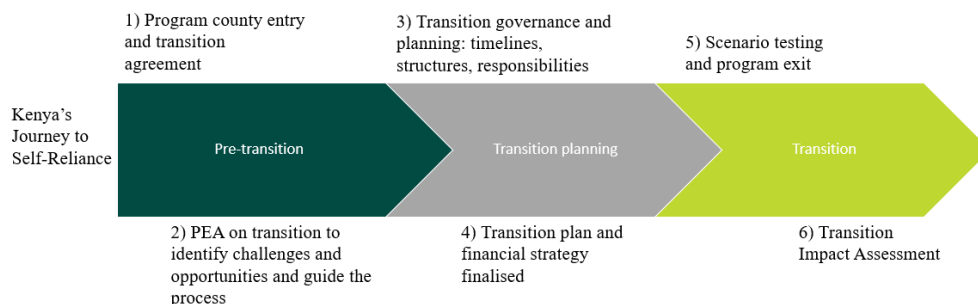 1) Program county entry
and transition
agreement
3) Transition governance and
planning: timelines,
structures, responsibilities
5) Scenario testing
and program exit
Kenya’s
Journey to
Self-Reliance
Pre-transition
Transition planning
Transition
2) PEA on transition to
identify challenges and
opportunities and guide the
process
4) Transition plan and
financial strategy
finalised
6) Transition
Impact Assessment